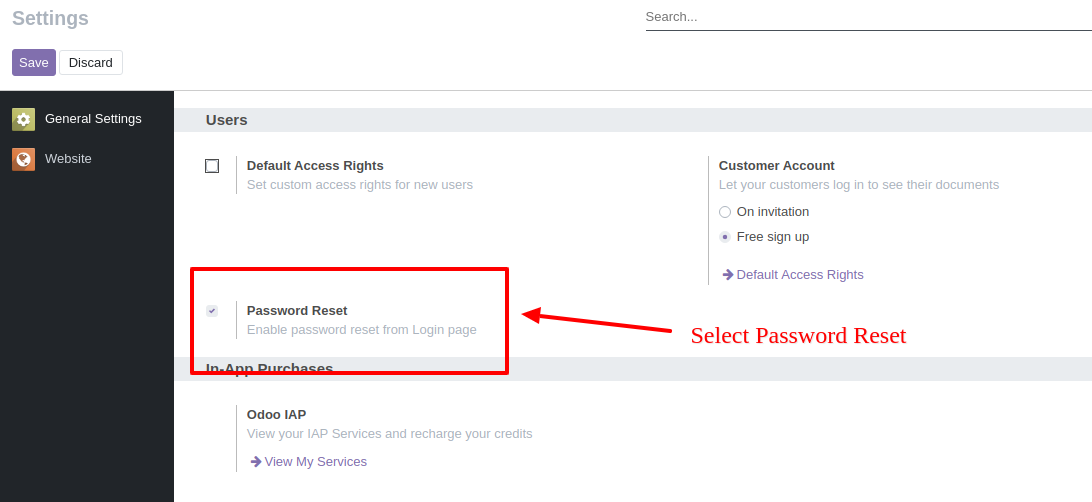 Settings
Search...
Save Discard
General Settings
Website
Users
Default Access Rights
Set custom access rights for new users
Customer Account
Let your customers log in to see their documents
On invitation
Free sign up
Default Access Rights
Password Reset
Enable password reset from Login page
Select Password Reset
In-App Purchases
Odoo IAP
View your IAP Services and recharge your credits
View My Services